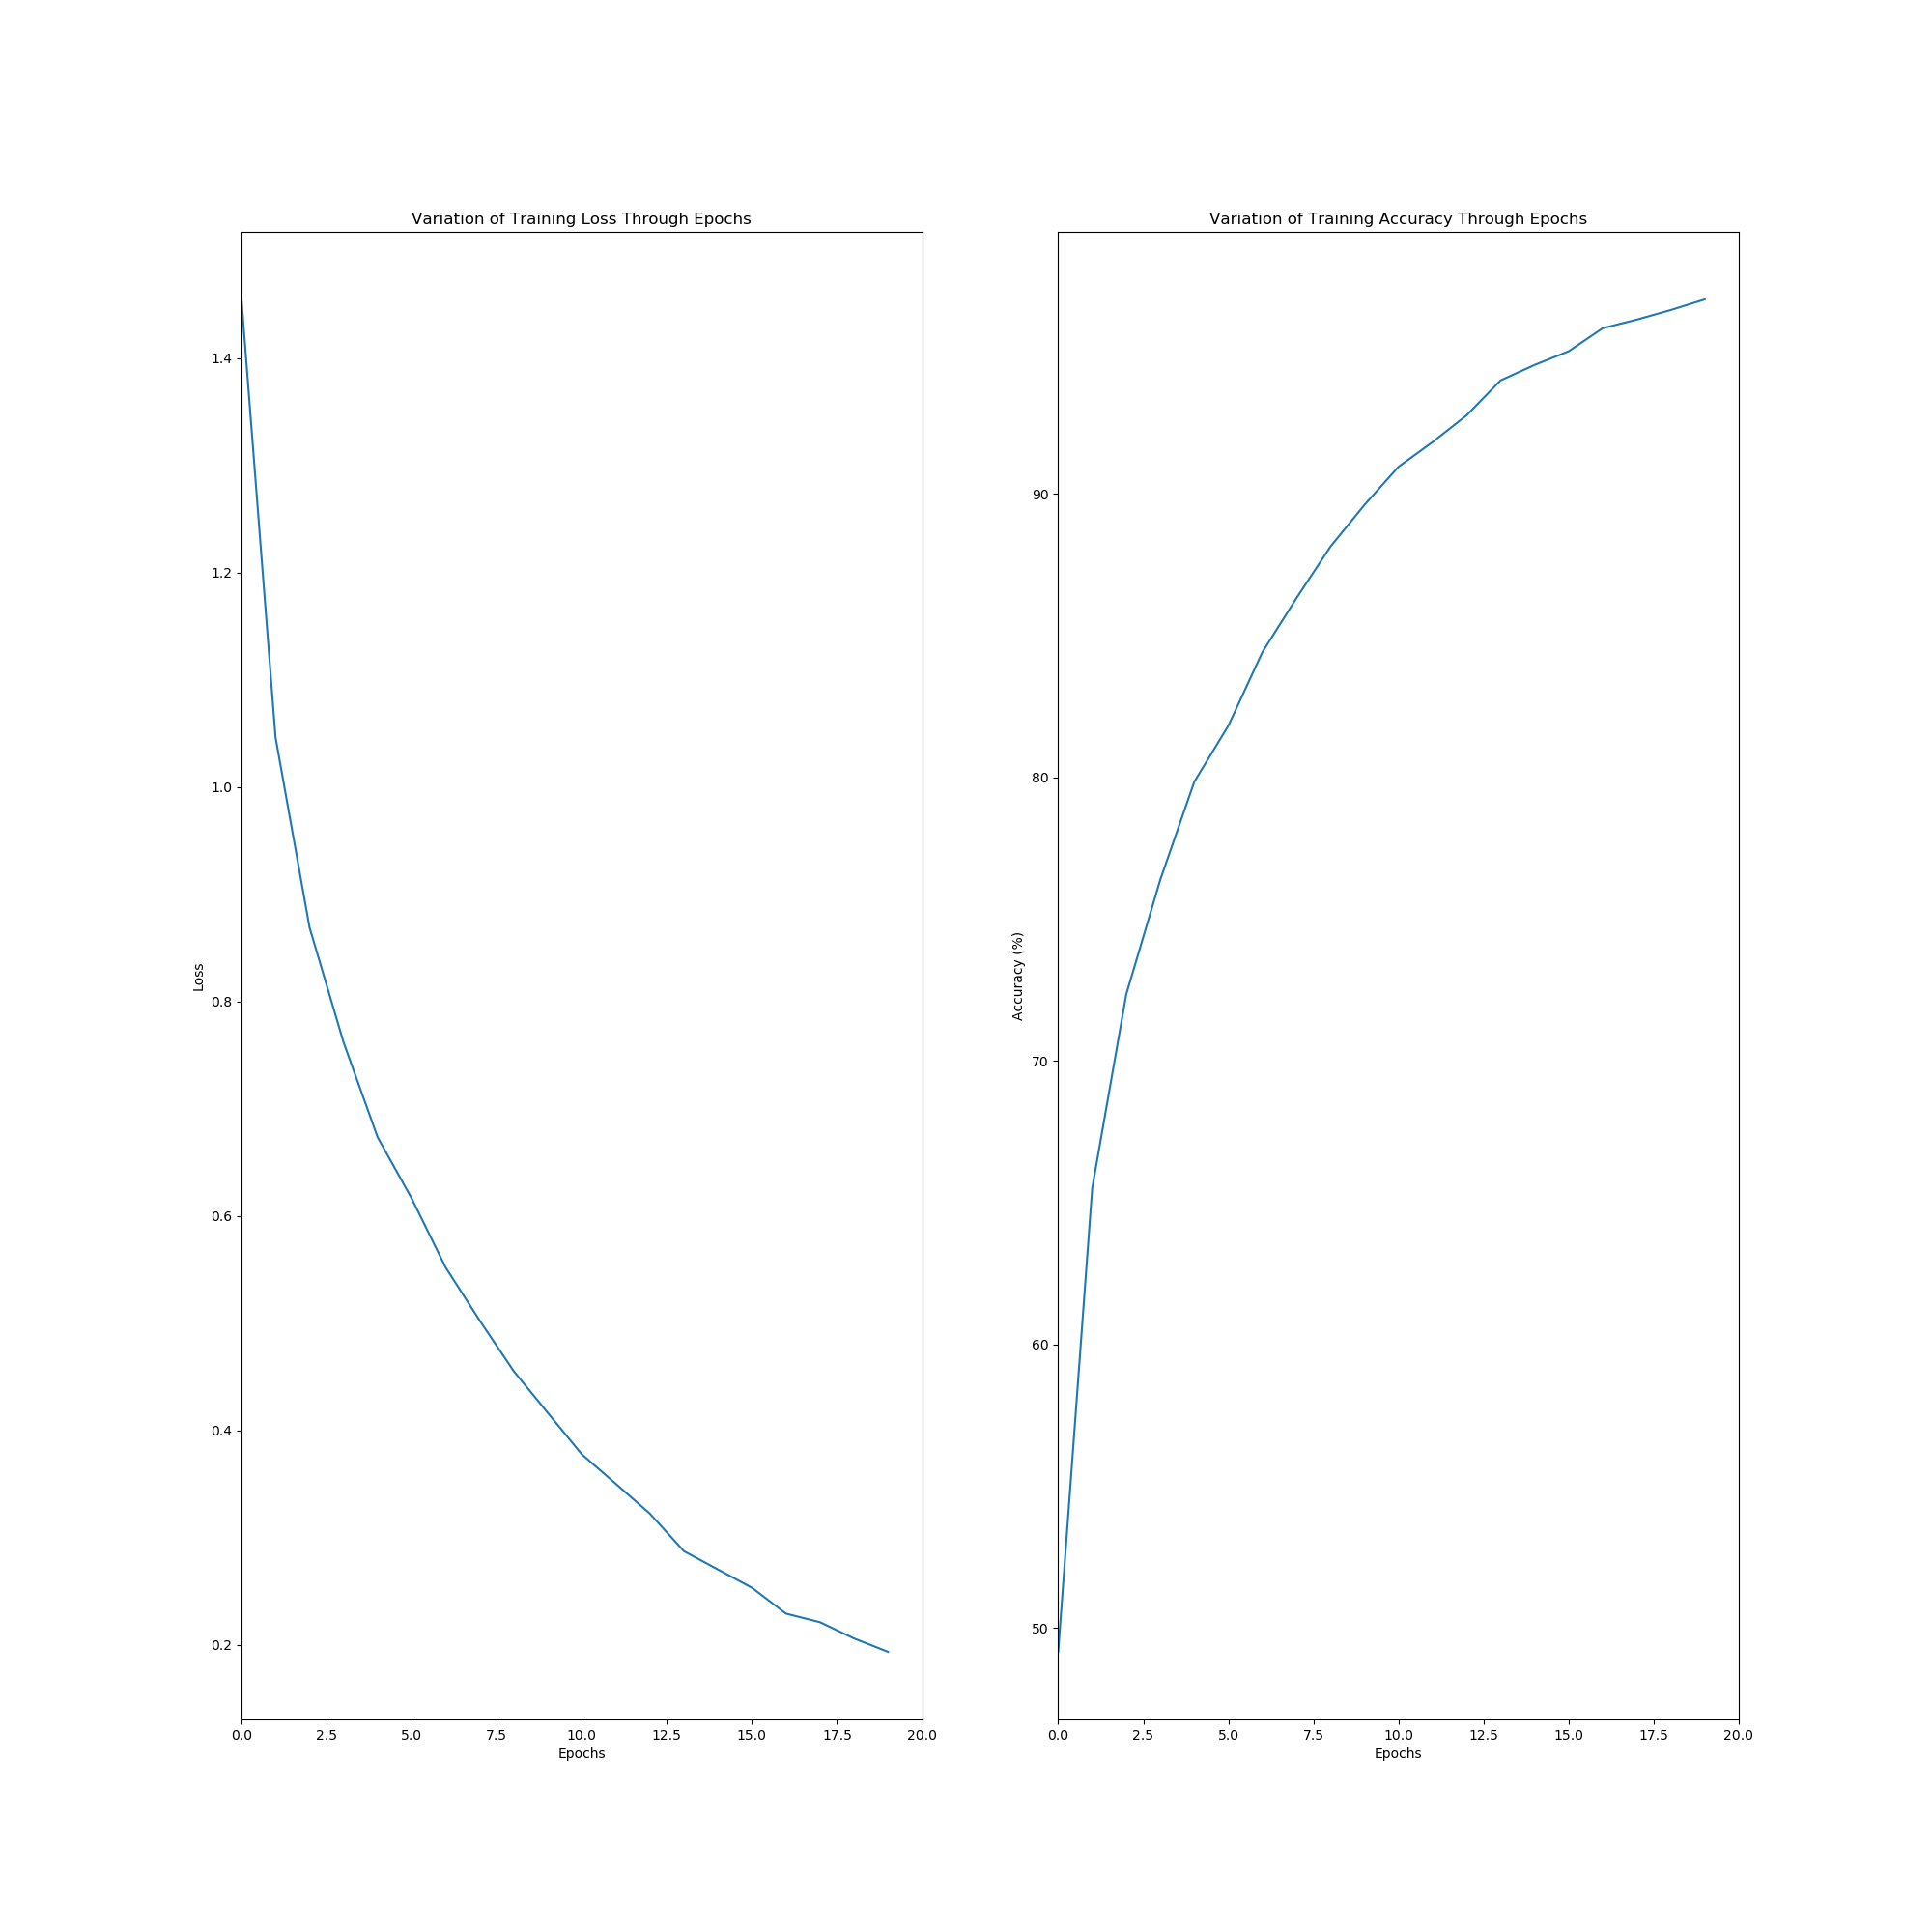 Variation of Training Loss Through Epochs
1.4
1.2
1.0
0.8
0.6
0.4
0.2
Loss
0.0 2.5 5.0 7.5 10.0 12.5 15.0 17.5 20.0
Epochs
Variation of Training Accuracy Through Epochs
90
80
70
60
50
Accuracy (%)
0.0 2.5 5.0 7.5 10.0 12.5 15.0 17.5 20.0
Epochs